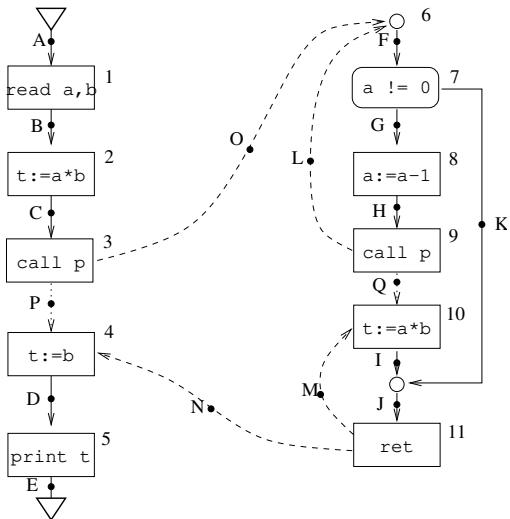 A
1
read a,b
B
2
t:=a*b
C
3
call p
P
4
t:=b
D
5
print t
E
O
L
N
M
6
F
7
a != 0
G
K
8
a:=a-1
H
9
call p
Q
10
t:=a*b
I
J
11
ret